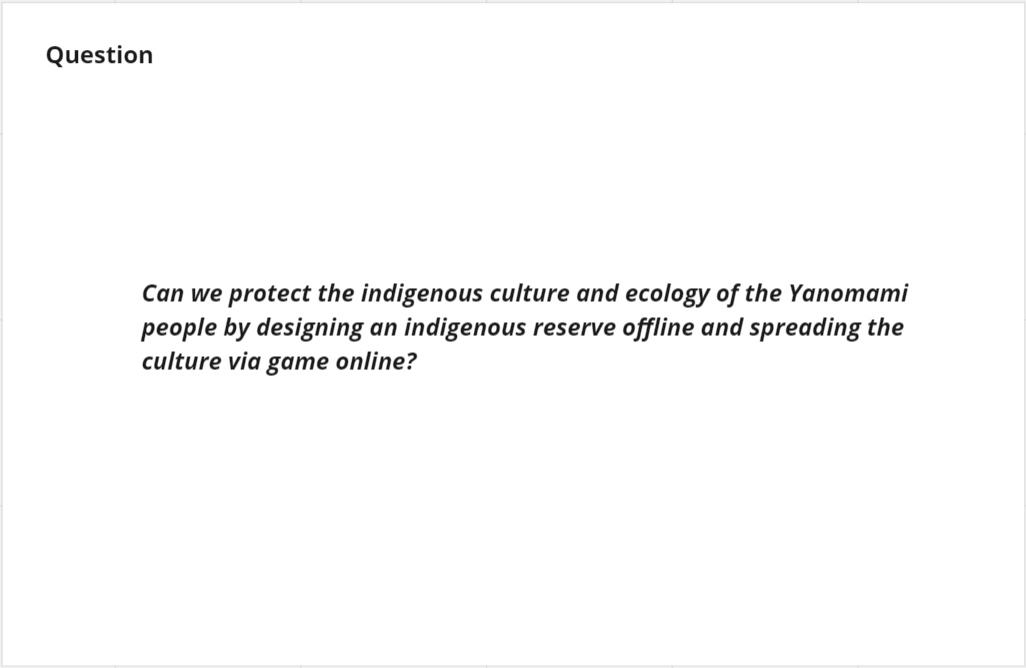 Question
Can we protect the indigenous culture and ecology of the Yanomami
people by designing an indigenous reserve offline and spreading the
culture via game online?